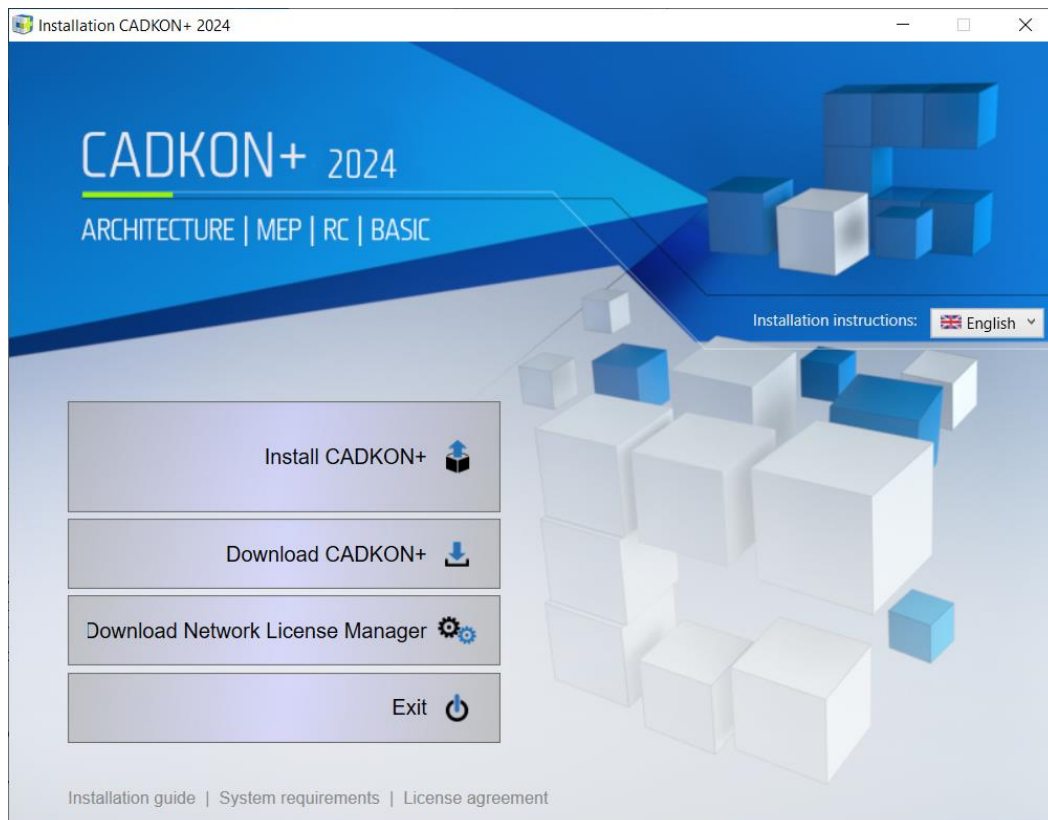 Installation CADKON+ 2024
CADKON+ 2024
ARCHITECTURE | MEP | RC | BASIC
Installation instructions: English
Install CADKON+
Download CADKON+
Download Network License Manager
Exit
Installation guide | System requirements | License agreement